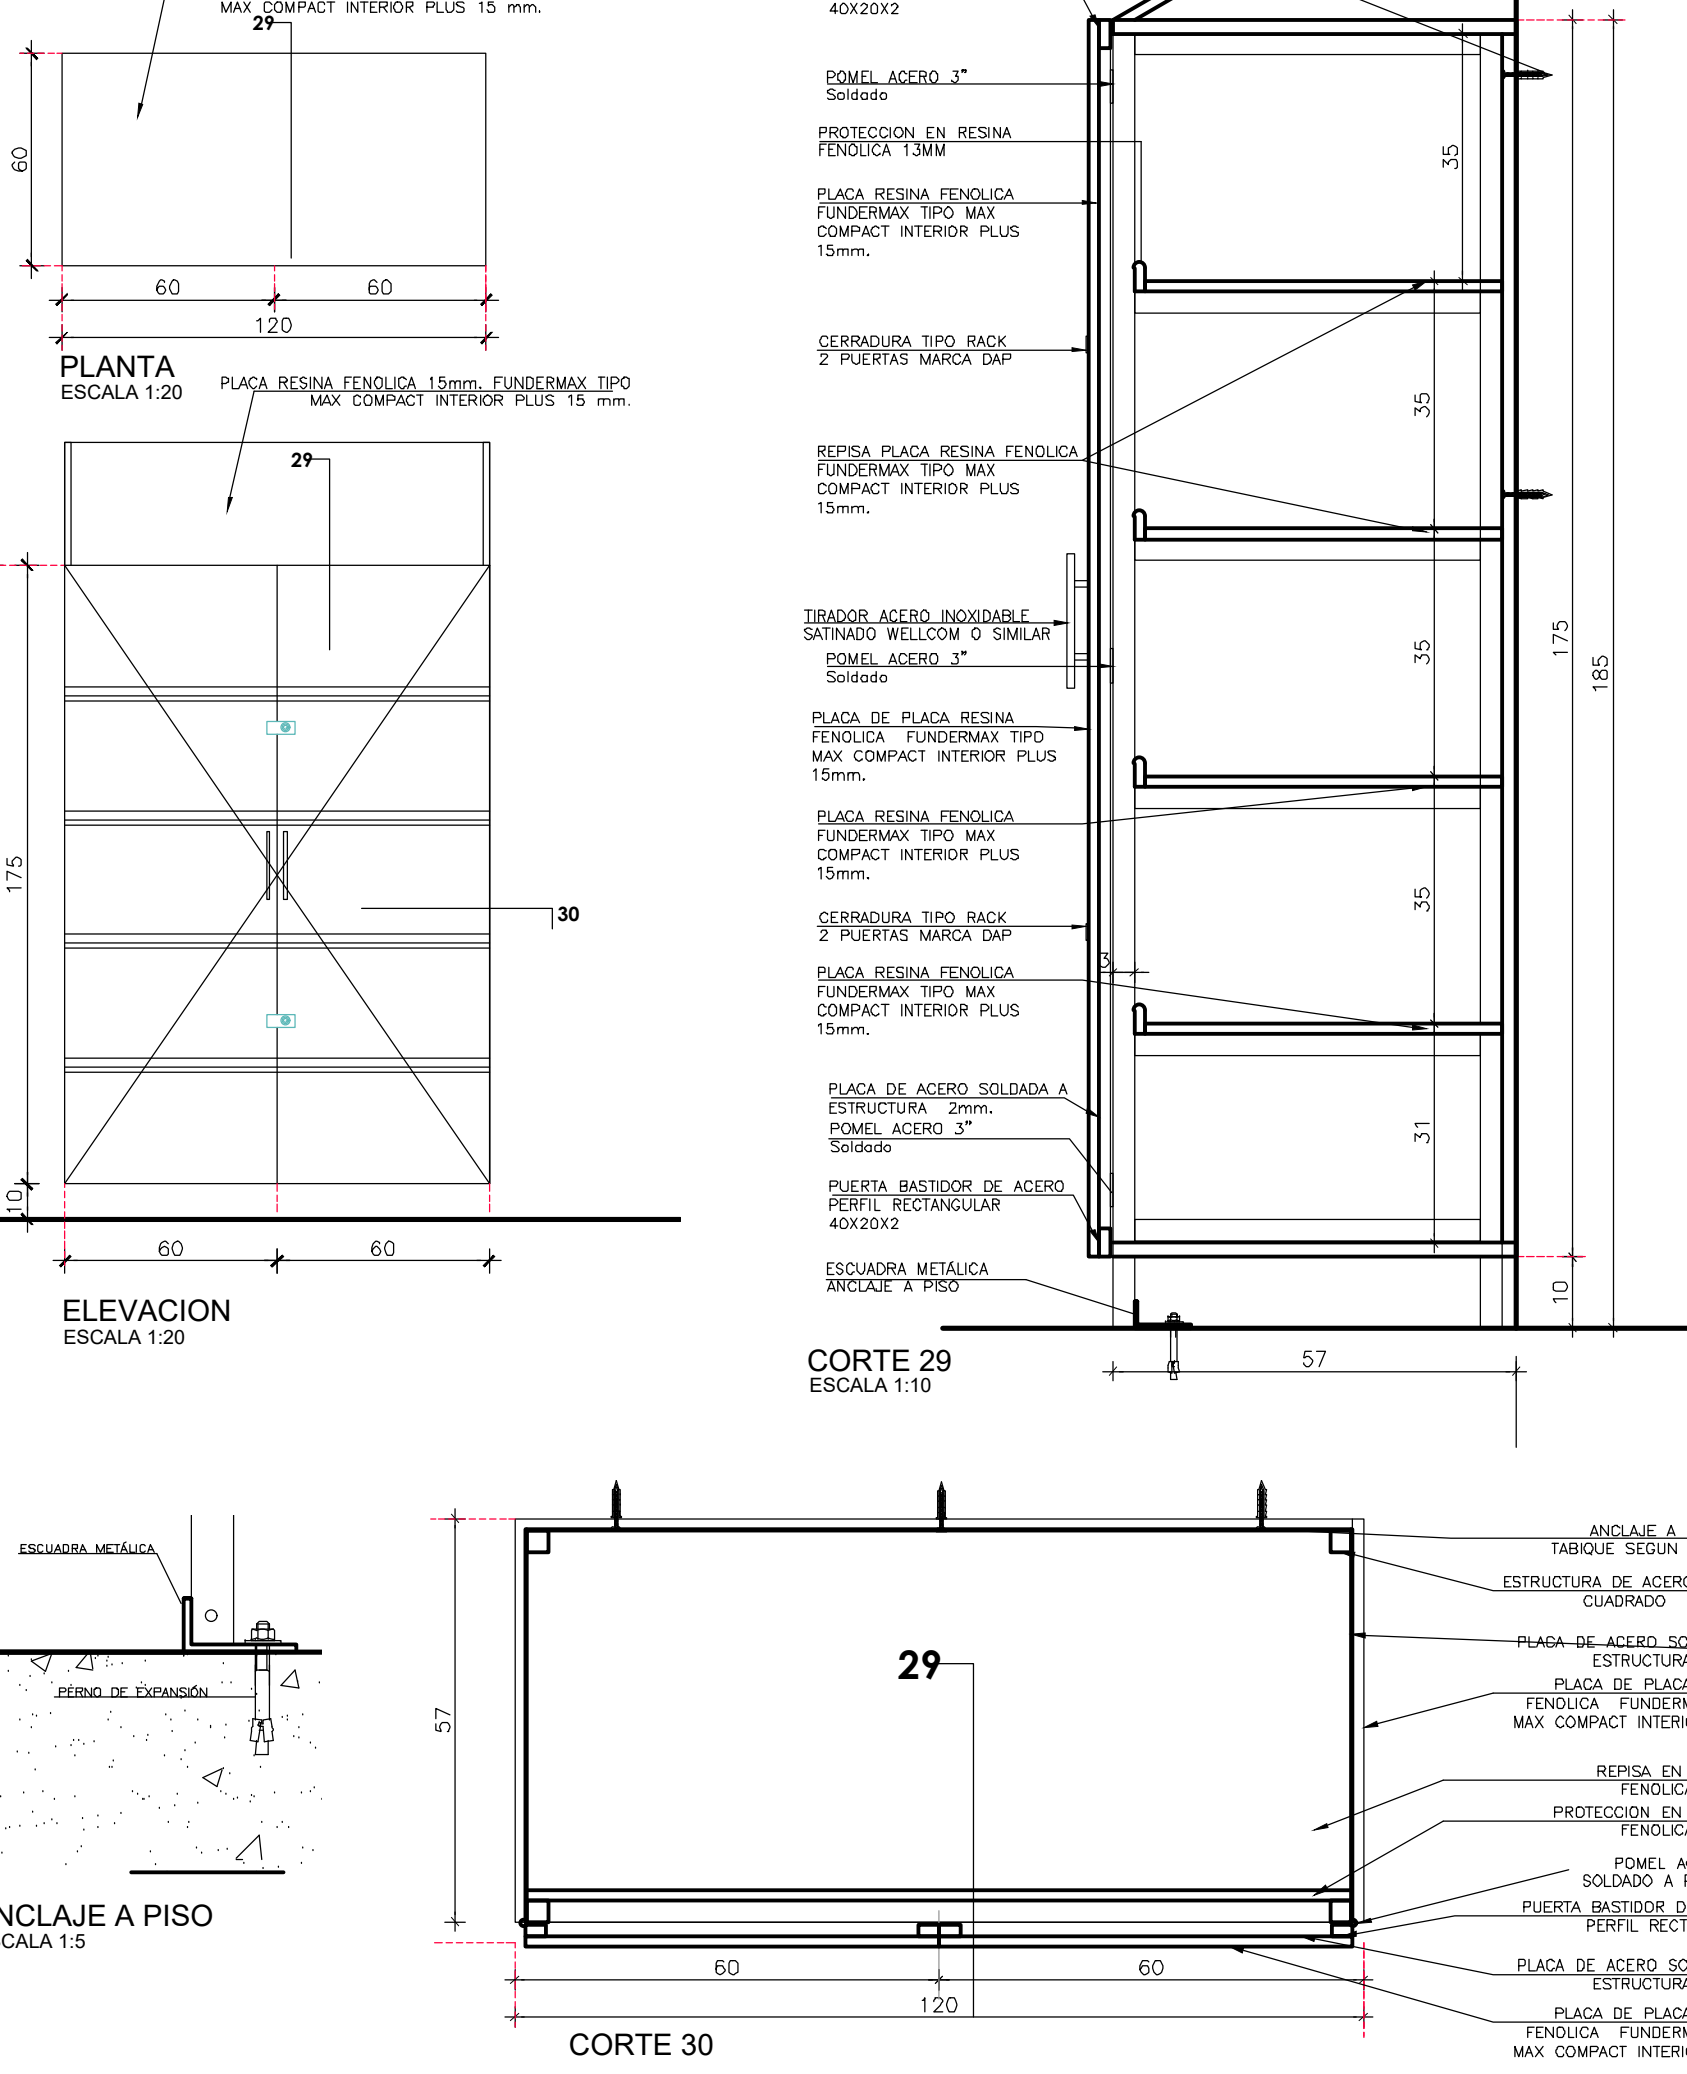 MAX COMPACT INTERIOR PLUS 15 mm.
29
60
60
60
120
PLANTA
ESCALA 1:20
PLACA RESINA FENOLICA 15mm. FUNDERMAX TIPO
MAX COMPACT INTERIOR PLUS 15 mm.
29
30
175
10
60
60
ELEVACION
ESCALA 1:20
40X20X2
POMEL ACERO 3"
Soldado
PROTECCION EN RESINA
FENOLICA 13MM
PLACA RESINA FENOLICA
FUNDERMAX TIPO MAX
COMPACT INTERIOR PLUS
15mm.
CERRADURA TIPO RACK
2 PUERTAS MARCA DAP
REPISA PLACA RESINA FENOLICA
FUNDERMAX TIPO MAX
COMPACT INTERIOR PLUS
15mm.
TIRADOR ACERO INOXIDABLE
SATINADO WELLCOM O SIMILAR
POMEL ACERO 3"
Soldado
PLACA DE PLACA RESINA
FENOLICA FUNDERMAX TIPO
MAX COMPACT INTERIOR PLUS
15mm.
PLACA RESINA FENOLICA
FUNDERMAX TIPO MAX
COMPACT INTERIOR PLUS
15mm.
CERRADURA TIPO RACK
2 PUERTAS MARCA DAP
PLACA RESINA FENOLICA
FUNDERMAX TIPO MAX
COMPACT INTERIOR PLUS
15mm.
PLACA DE ACERO SOLDADA A
ESTRUCTURA 2mm.
POMEL ACERO 3"
Soldado
PUERTA BASTIDOR DE ACERO
PERFIL RECTANGULAR
40X20X2
ESCUADRA METÁLICA
ANCLAJE A PISO
35
35
35
35
31
3
175
185
10
57
CORTE 29
ESCALA 1:10
ESCUADRA METÁLICA
PERNO DE EXPANSIÓN
NCLAJE A PISO
CALA 1:5
57
29
60
60
120
CORTE 30
ANCLAJE A
TABIQUE SEGUN
ESTRUCTURA DE ACERO
CUADRADO
PLACA DE ACERO SO
ESTRUCTURA
PLACA DE PLACA
FENOLICA FUNDERM
MAX COMPACT INTERI
REPISA EN
FENOLICA
PROTECCION EN
FENOLICA
POMEL A
SOLDADO A
PUERTA BASTIDOR D
PERFIL RECT
PLACA DE ACERO SO
ESTRUCTURA
PLACA DE PLACA
FENOLICA FUNDERM
MAX COMPACT INTERI